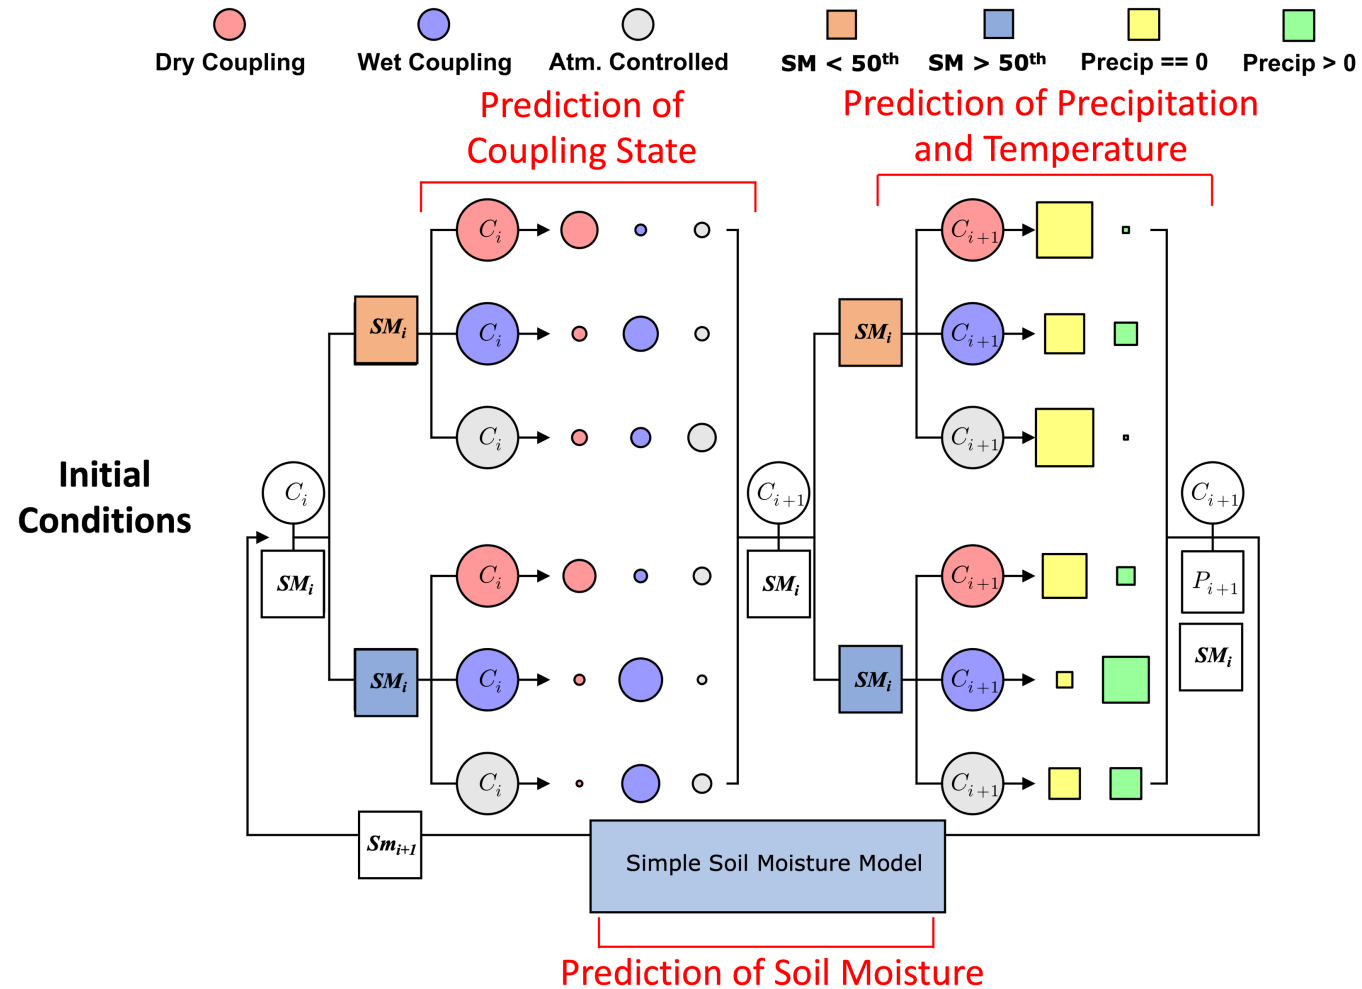 Dry Coupling
Wet Coupling
Atm. Controlled
SM < 50th
SM > 50th
Precip == 0
Precip > 0
Prediction of
Coupling State
Prediction of Precipitation
and Temperature
Ci
Ci+1
SMi
Ci
SMi
Ci+1
Ci
Ci+1
Initial
Conditions
Ci
SMi
Ci+1
SMi
Ci+1
Pi+1
SMi
Ci
Ci+1
SMi
Ci
SMi
Ci+1
Ci
Ci+1
Smi+1
Simple Soil Moisture Model
Prediction of Soil Moisture